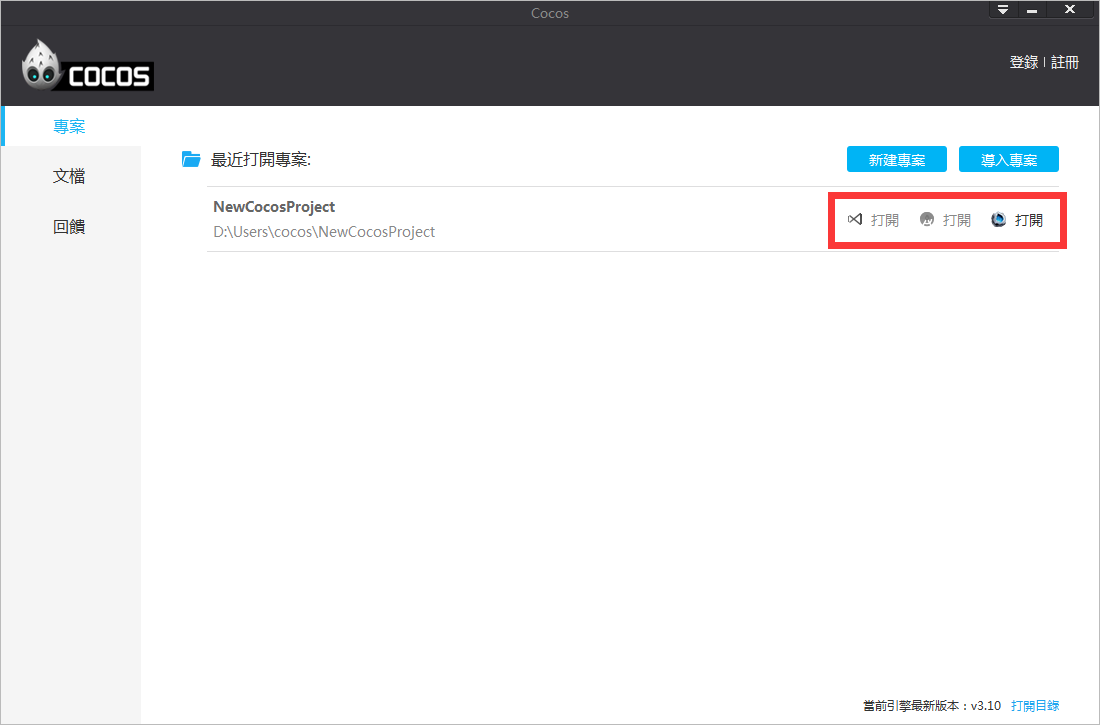 Cocos
COCOS
登錄 | 註冊
專案
文檔
回饋
最近打開專案:
新建專案 導入專案
NewCocosProject
D:\Users\cocos\NewCocosProject
打開 打開 打開
當前引擎最新版本：v3.10 打開目錄